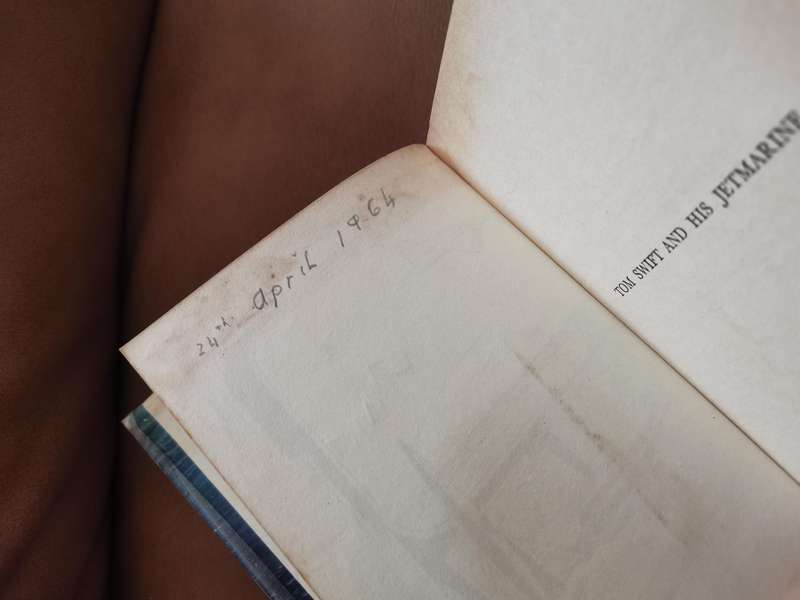 24th. April 1964
TOM SWIFT AND HIS JETMARINE